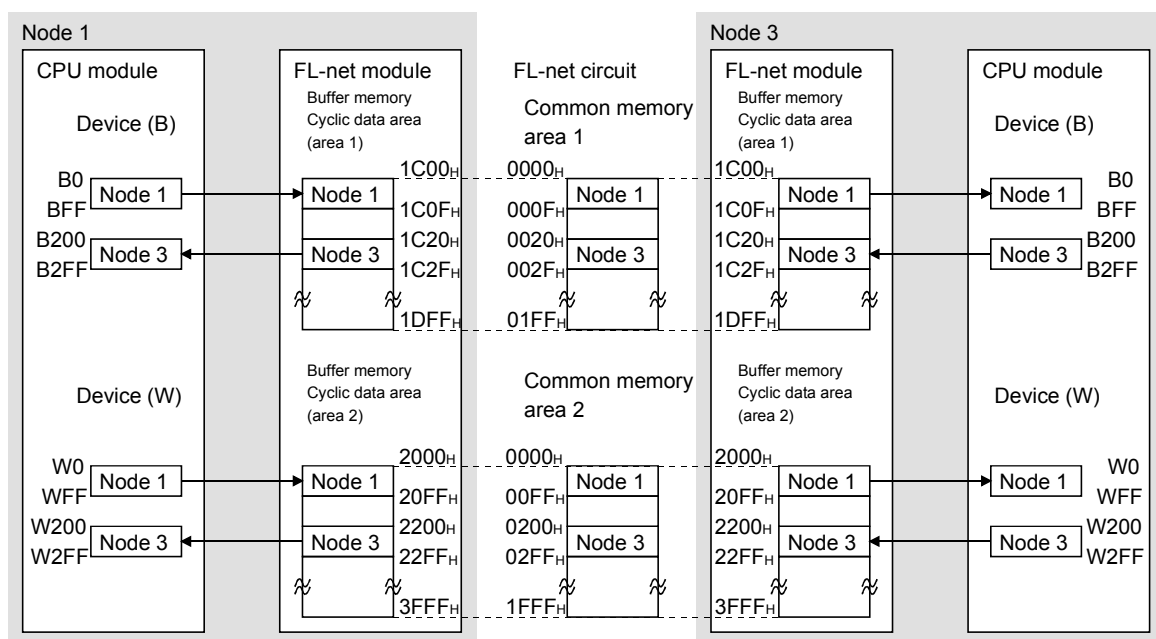 Node 1
Node 3
CPU module
FL-net module
FL-net circuit
FL-net module
CPU module
Buffer memory
Cyclic data area
(area 1)
Common memory
area 1
Buffer memory
Cyclic data area
(area 1)
Device (B)
Device (B)
1C00H
0000H
1C00H
B0
Node 1
Node 1
Node 1
Node 1
Node 1
B0
BFF
1C0FH
000FH
1C0FH
BFF
B200
1C20H
0020H
1C20H
B200
Node 3
Node 3
Node 3
Node 3
Node 3
B2FF
1C2FH
002FH
1C2FH
B2FF
1DFFH
01FFH
1DFFH
Buffer memory
Cyclic data area
(area 2)
Common memory
area 2
Buffer memory
Cyclic data area
(area 2)
Device (W)
Device (W)
2000H
0000H
2000H
W0
Node 1
Node 1
Node 1
Node 1
Node 1
W0
WFF
20FFH
00FFH
20FFH
WFF
W200
2200H
0200H
2200H
W200
Node 3
Node 3
Node 3
Node 3
Node 3
W2FF
22FFH
02FFH
22FFH
W2FF
3FFFH
1FFFH
3FFFH